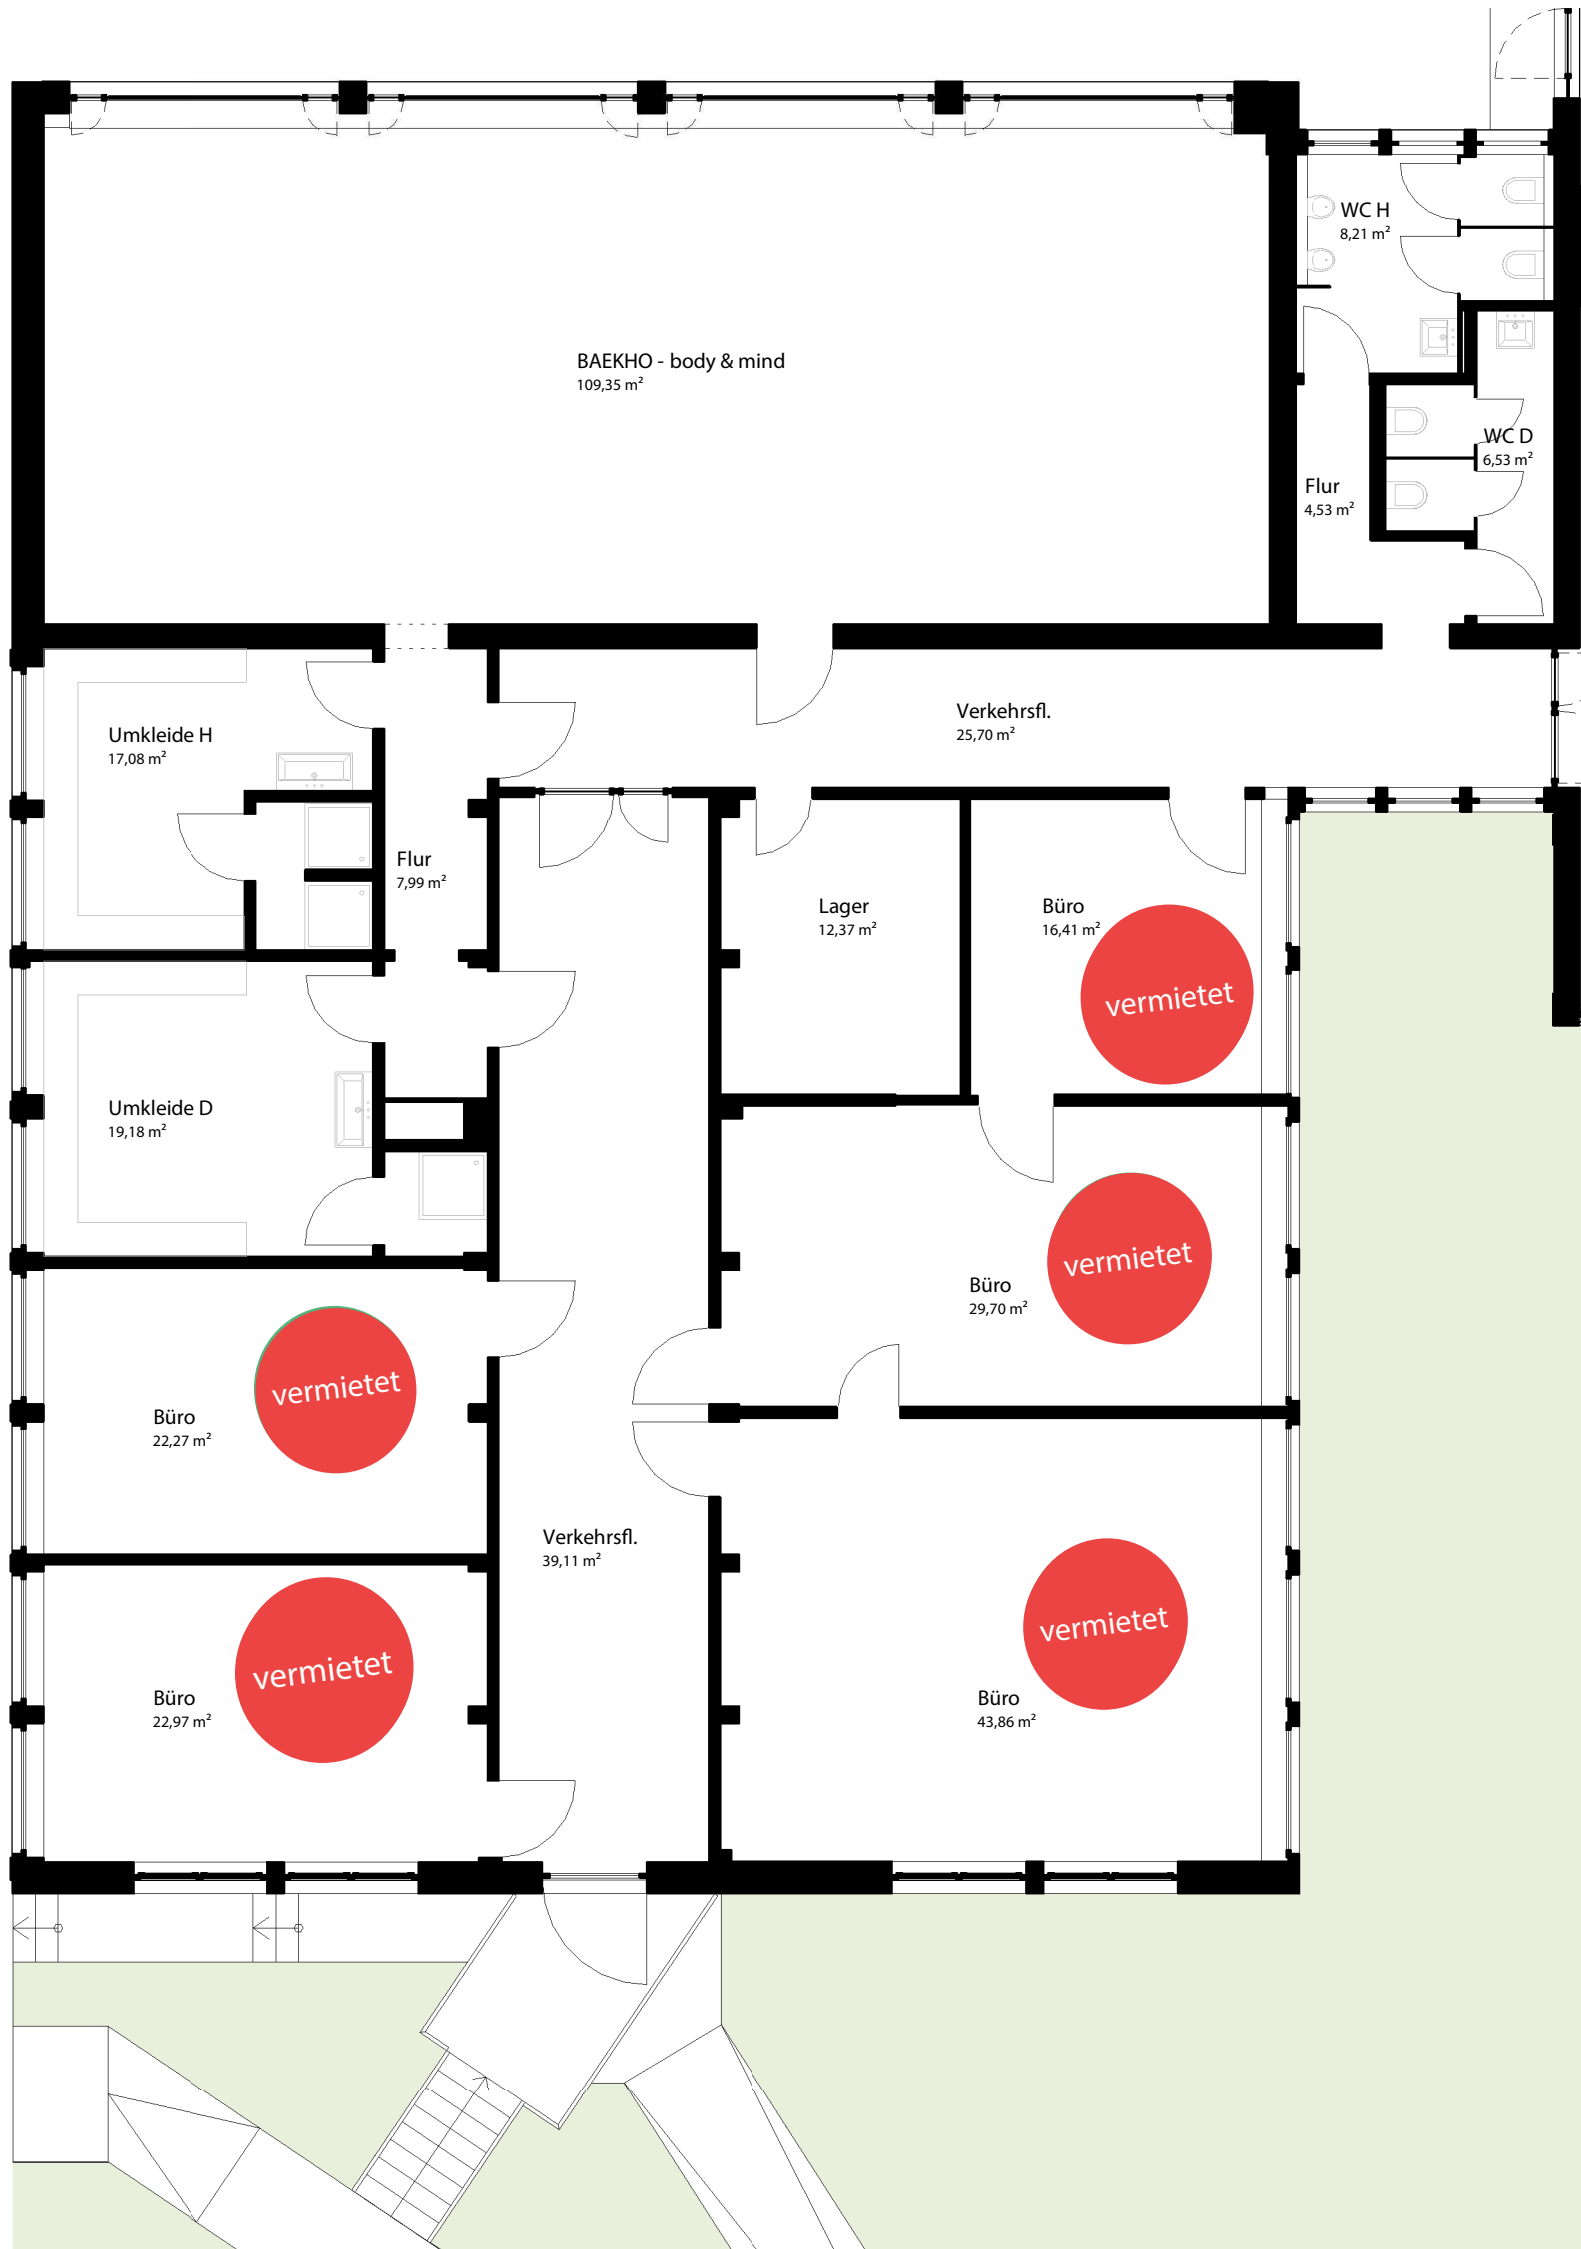 WC H
8,21 m²
BAEKHO - body & mind
109,35 m²
WC D
6,53 m²
Flur
4,53 m²
Verkehrsfl.
25,70 m²
Umkleide H
17,08 m²
Flur
7,99 m²
Lager
12,37 m²
Büro
16,41 m²
vermietet
Umkleide D
19,18 m²
Büro
29,70 m²
vermietet
Büro
22,27 m²
vermietet
Verkehrsfl.
39,11 m²
Büro
22,97 m²
vermietet
Büro
43,86 m²
vermietet